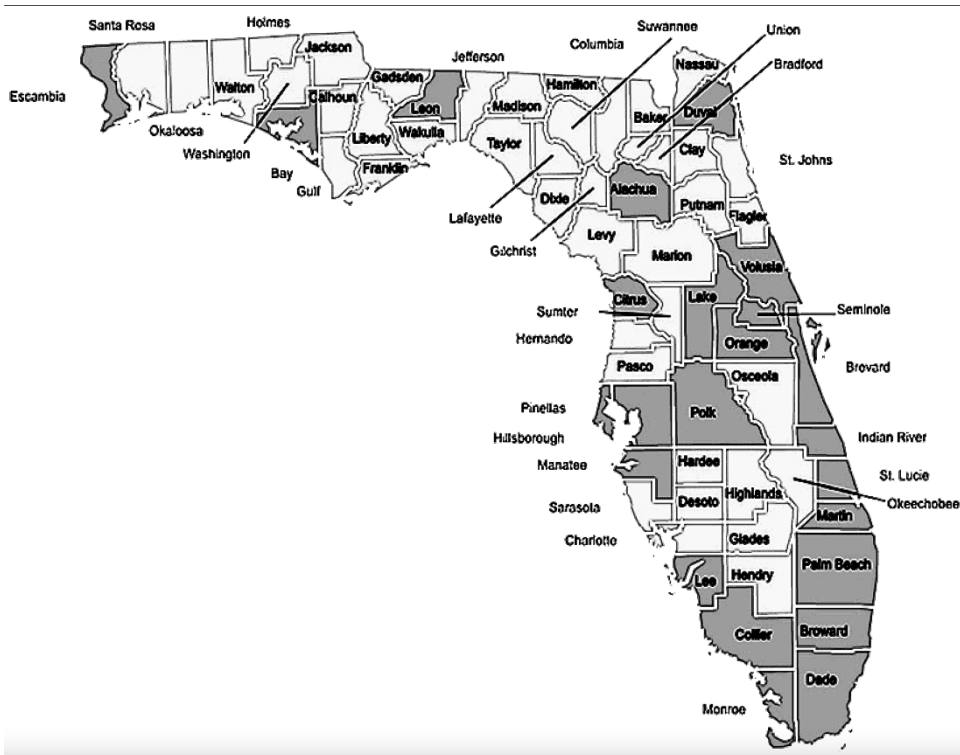 Santa Rosa
Holmes
Jackson
Escambia
Okaloosa
Walton
Washington
Bay
Gulf
Calhoun
Liberty
Franklin
Gadsden
Leon
Wakulla
Jefferson
Madison
Taylor
Columbia
Suwannee
Hamilton
Lafayette
Dixie
Gilchrist
Union
Bradford
Nassau
Duval
Baker
Clay
St. Johns
Alachua
Putnam
Flagler
Levy
Marion
Volusia
Citrus
Lake
Sumter
Seminole
Hernando
Orange
Pasco
Osceola
Brevard
Pinellas
Polk
Hillsborough
Indian River
Manatee
Hardee
St. Lucie
Highlands
Okeechobee
Sarasota
Desoto
Martin
Charlotte
Glades
Lee
Hendry
Palm Beach
Collier
Broward
Dade
Monroe